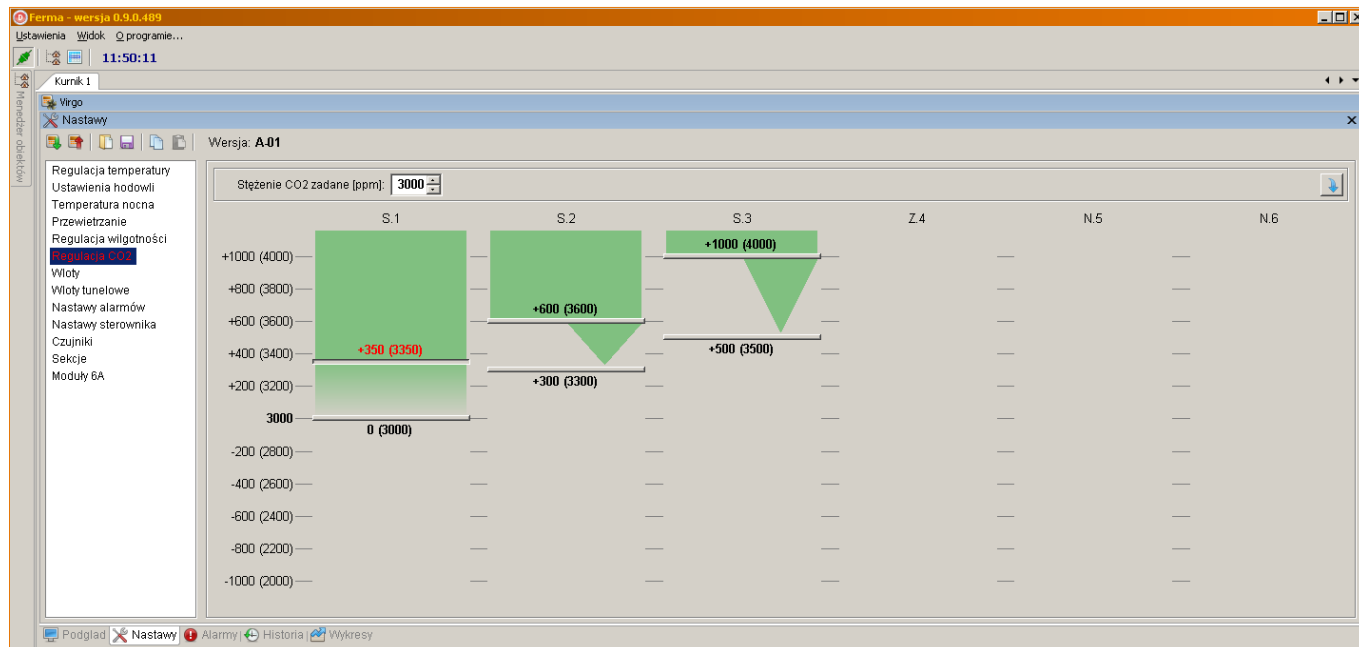 Ferma - wersja 0.9.0.489
Ustawienia Widok O programie...
11:50:11
Menedżer obiektów
Kurnik 1
Virgo
Nastawy
Wersja: A-01
Regulacja temperatury
Ustawienia hodowli
Temperatura nocna
Przewietrzanie
Regulacja wilgotności
Regulacja CO2
Wloty
Wloty tunelowe
Nastawy alarmów
Nastawy sterownika
Czujniki
Sekcje
Moduły 6A
Stężenie CO2 zadane [ppm]: 3000
S.1 S.2 S.3 Z.4 N.5 N.6
+1000 (4000)
+800 (3800)
+600 (3600)
+400 (3400)
+200 (3200)
3000
-200 (2800)
-400 (2600)
-600 (2400)
-800 (2200)
-1000 (2000)
+350 (3350)
0 (3000)
+600 (3600)
+300 (3300)
+1000 (4000)
+500 (3500)
Podgląd Nastawy Alarmy Historia Wykresy